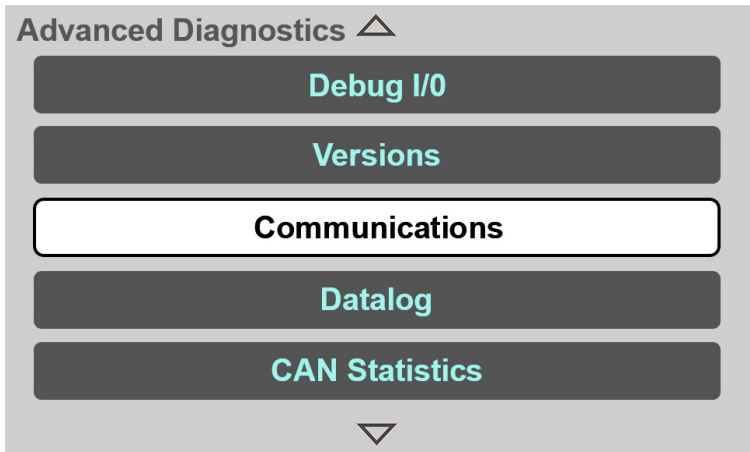 Advanced Diagnostics
Debug I/0
Versions
Communications
Datalog
CAN Statistics